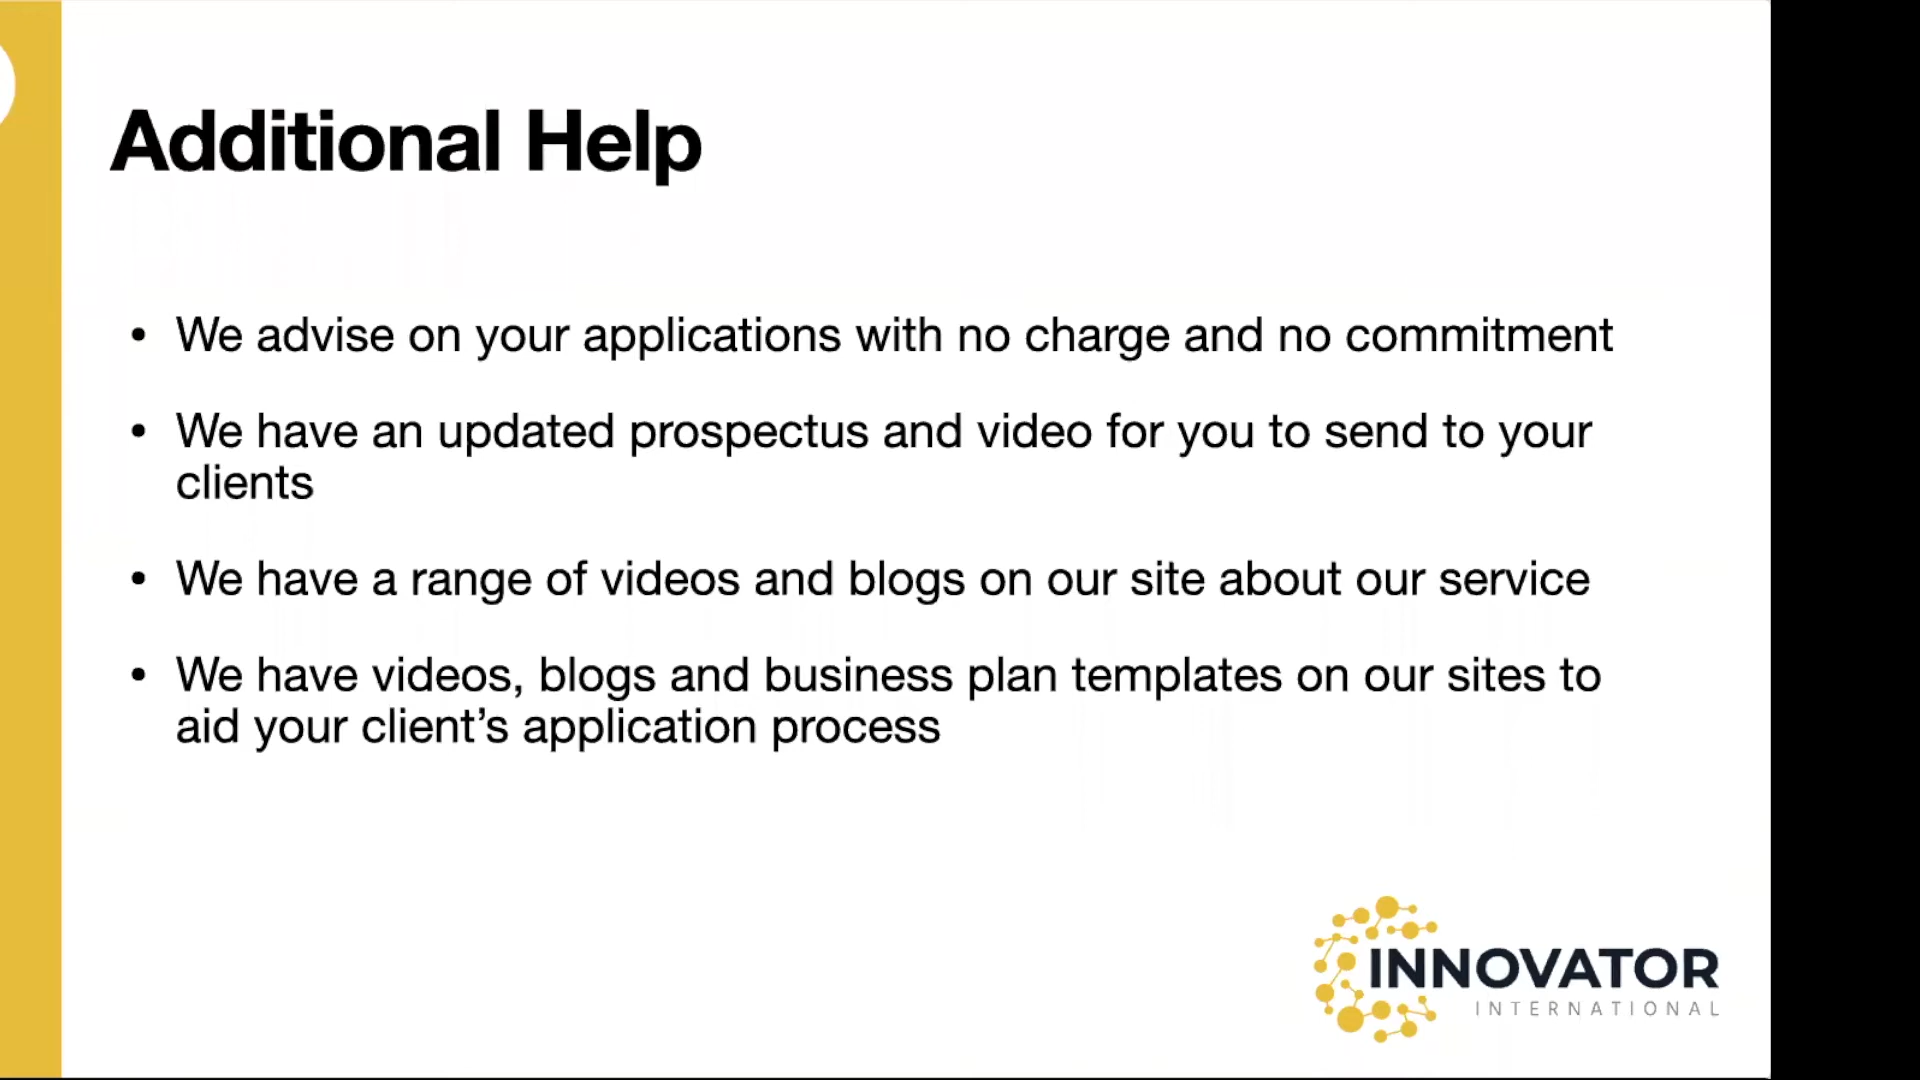 Additional Help
• We advise on your applications with no charge and no commitment
• We have an updated prospectus and video for you to send to your
clients
• We have a range of videos and blogs on our site about our service
• We have videos, blogs and business plan templates on our sites to
aid your client’s application process
INNOVATOR
INTERNATIONAL